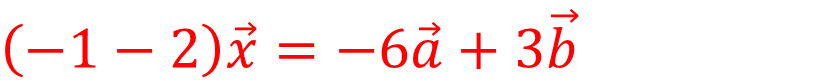 (−1 − 2)x⃗ = −6a⃗ + 3b⃗